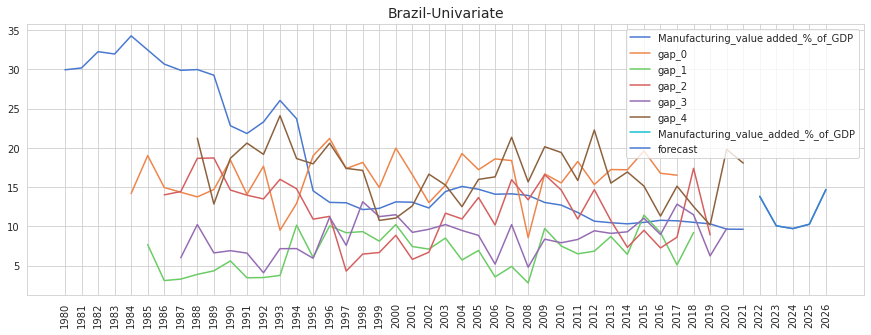 Brazil-Univariate
35
30
25
20
15
10
5
Manufacturing_value added_%_of_GDP
gap_0
gap_1
gap_2
gap_3
gap_4
Manufacturing_value_added_%_of_GDP
forecast
1980 1981 1982 1983 1984 1985 1986 1987 1988 1989 1990 1991 1992 1993 1994 1995 1996 1997 1998 1999 2000 2001 2002 2003 2004 2005 2006 2007 2008 2009 2010 2011 2012 2013 2014 2015 2016 2017 2018 2019 2020 2021 2022 2023 2024 2025 2026